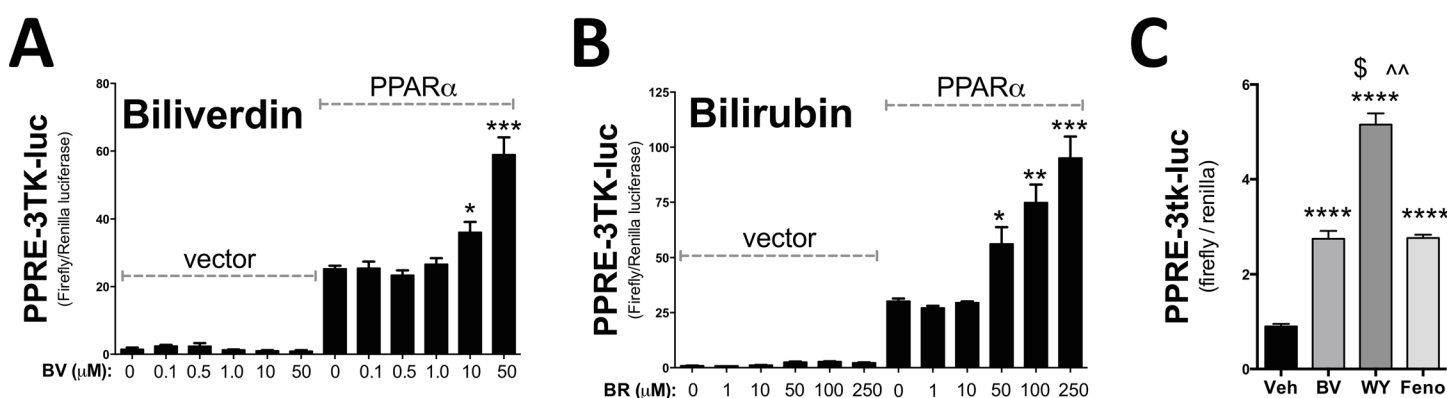 A
PPRE-3TK-luc
(Firefly/Renilla luciferase)
80
60
40
20
0
Biliverdin
PPARα
vector
*
***
BV (μM): 0 0.1 0.5 1.0 10 50 0 0.1 0.5 1.0 10 50
B
PPRE-3TK-luc
(Firefly/Renilla luciferase)
125
100
75
50
25
0
Bilirubin
PPARα
vector
*
**
***
BR (μM): 0 1 10 50 100 250 0 1 10 50 100 250
C
PPRE-3tk-luc
(firefly / renilla)
6
4
2
0
$ ^^
****
****
****
Veh BV WY Feno